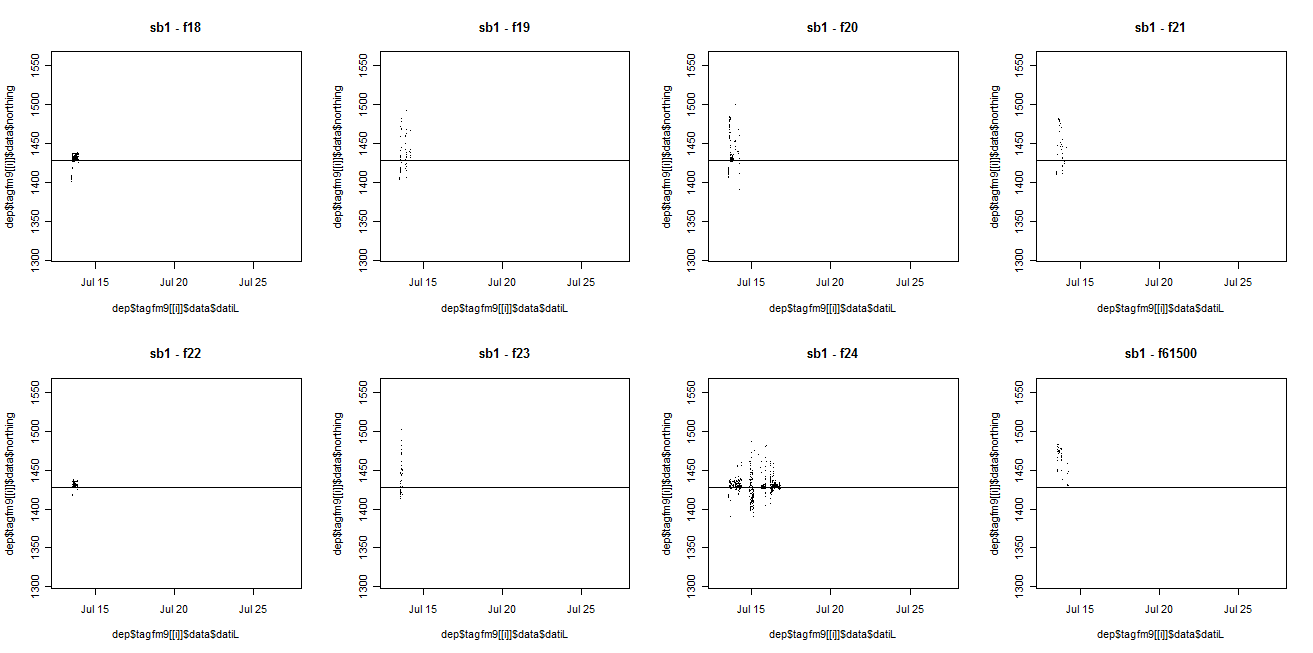 sb1 - f18
dep$tagfm9[[i]]$data$northing
1550
1500
1450
1400
1350
1300
Jul 15 Jul 20 Jul 25
dep$tagfm9[[i]]$data$datiL
sb1 - f19
dep$tagfm9[[i]]$data$northing
1550
1500
1450
1400
1350
1300
Jul 15 Jul 20 Jul 25
dep$tagfm9[[i]]$data$datiL
sb1 - f20
dep$tagfm9[[i]]$data$northing
1550
1500
1450
1400
1350
1300
Jul 15 Jul 20 Jul 25
dep$tagfm9[[i]]$data$datiL
sb1 - f21
dep$tagfm9[[i]]$data$northing
1550
1500
1450
1400
1350
1300
Jul 15 Jul 20 Jul 25
dep$tagfm9[[i]]$data$datiL
sb1 - f22
dep$tagfm9[[i]]$data$northing
1550
1500
1450
1400
1350
1300
Jul 15 Jul 20 Jul 25
dep$tagfm9[[i]]$data$datiL
sb1 - f23
dep$tagfm9[[i]]$data$northing
1550
1500
1450
1400
1350
1300
Jul 15 Jul 20 Jul 25
dep$tagfm9[[i]]$data$datiL
sb1 - f24
dep$tagfm9[[i]]$data$northing
1550
1500
1450
1400
1350
1300
Jul 15 Jul 20 Jul 25
dep$tagfm9[[i]]$data$datiL
sb1 - f61500
dep$tagfm9[[i]]$data$northing
1550
1500
1450
1400
1350
1300
Jul 15 Jul 20 Jul 25
dep$tagfm9[[i]]$data$datiL